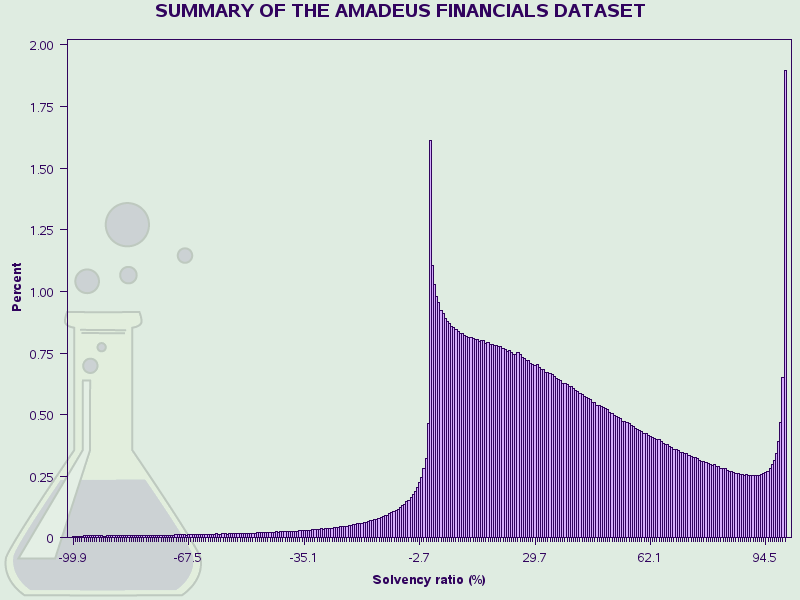 SUMMARY OF THE AMADEUS FINANCIALS DATASET
2.00
1.75
1.50
1.25
1.00
0.75
0.50
0.25
0
Percent
-99.9 -67.5 -35.1 -2.7 29.7 62.1 94.5
Solvency ratio (%)